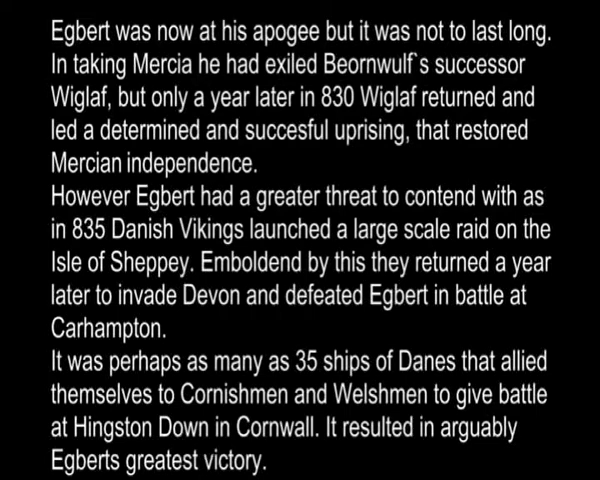 Egbert was now at his apogee but it was not to last long.
In taking Mercia he had exiled Beornwulf`s successor
Wiglaf, but only a year later in 830 Wiglaf returned and
led a determined and succesful uprising, that restored
Mercian independence.
However Egbert had a greater threat to contend with as
in 835 Danish Vikings launched a large scale raid on the
Isle of Sheppey. Emboldend by this they returned a year
later to invade Devon and defeated Egbert in battle at
Carhampton.
It was perhaps as many as 35 ships of Danes that allied
themselves to Cornishmen and Welshmen to give battle
at Hingston Down in Cornwall. It resulted in arguably
Egberts greatest victory.